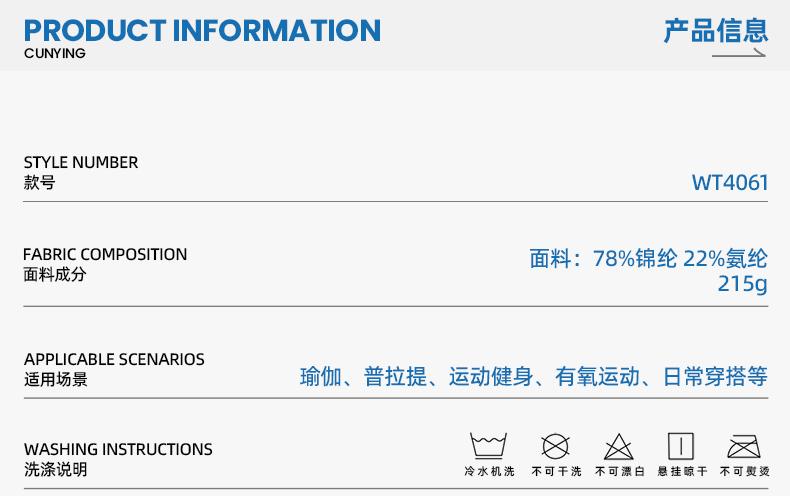 PRODUCT INFORMATION
产品信息
CUNYING
STYLE NUMBER
款号
WT4061
FABRIC COMPOSITION
面料成分
面料：78%锦纶 22%氨纶
215g
APPLICABLE SCENARIOS
适用场景
瑜伽、普拉提、运动健身、有氧运动、日常穿搭等
WASHING INSTRUCTIONS
洗涤说明
冷水机洗 不可干洗 不可漂白 悬挂晾干 不可熨烫